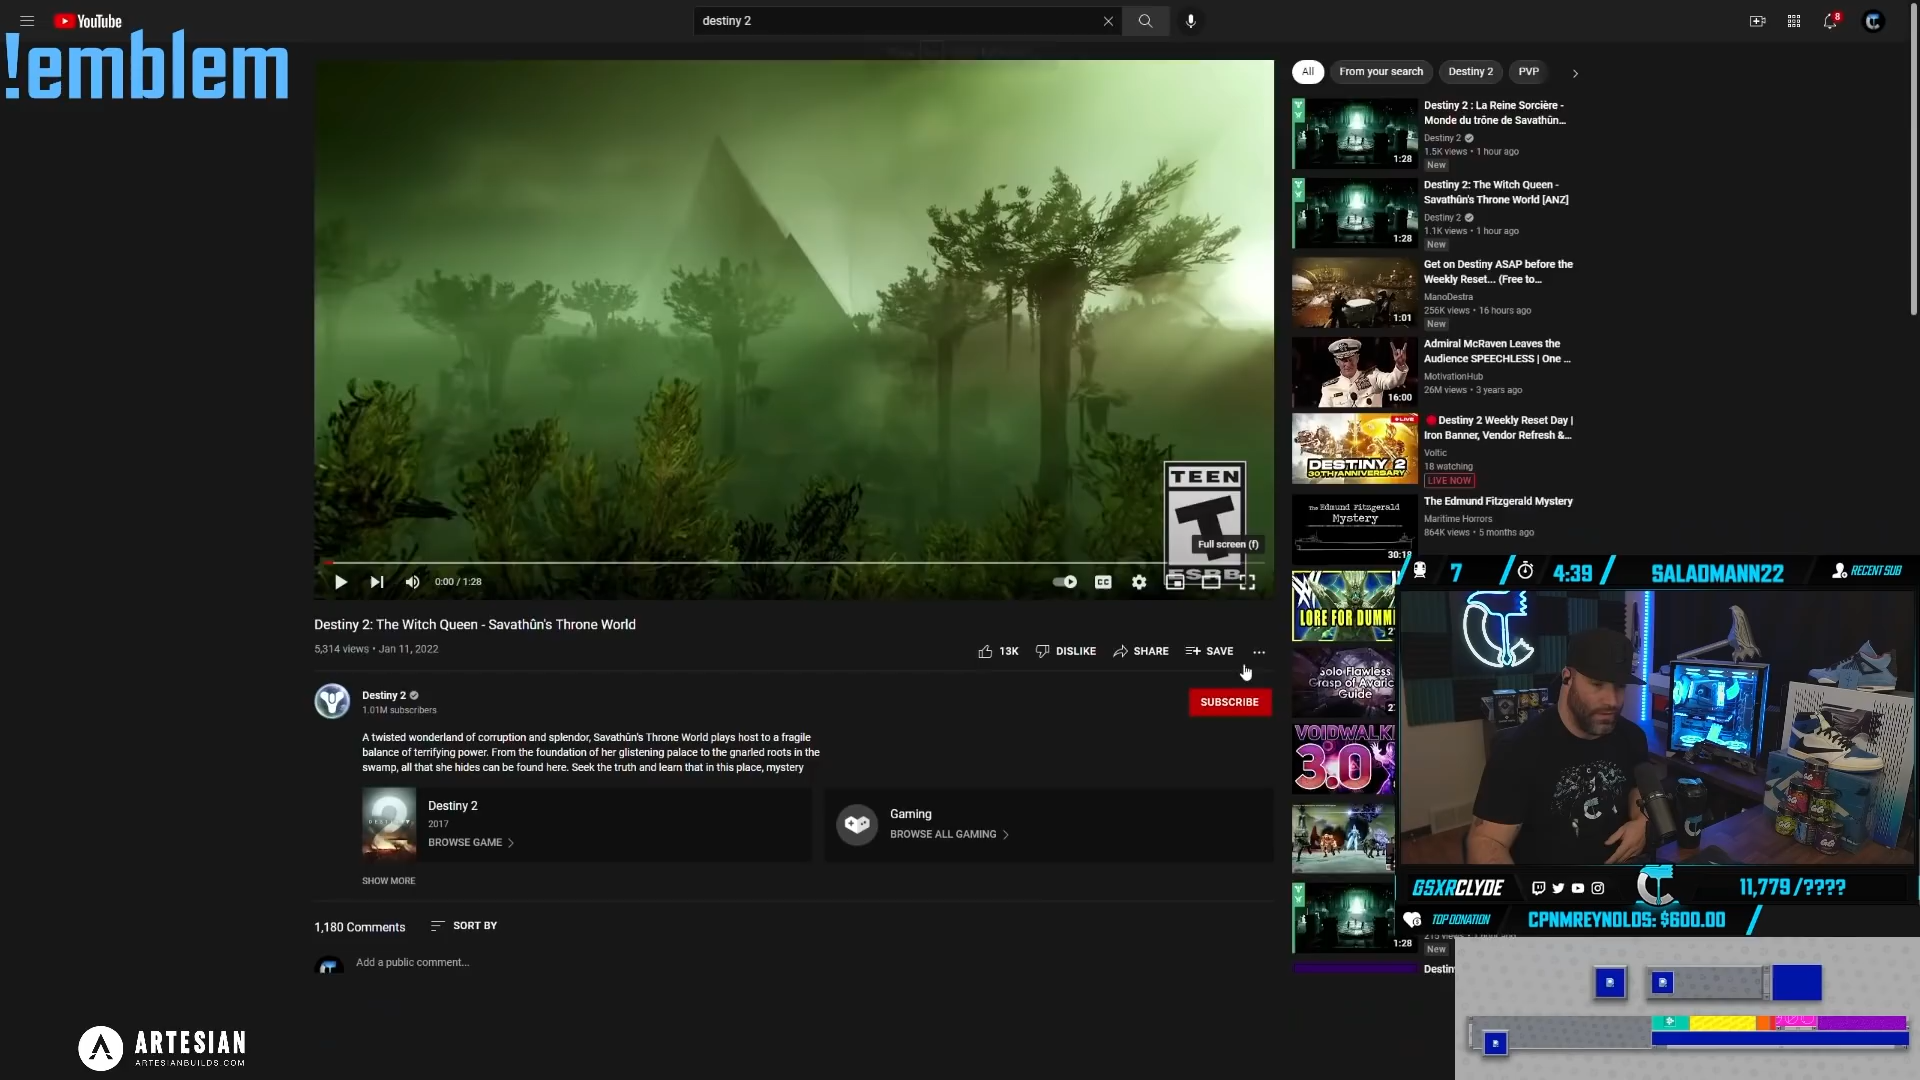 YouTube
destiny 2
8
!emblem
TEEN
T
ESRB
Full screen (f)
0:00 / 1:28
CC
Destiny 2: The Witch Queen - Savathûn's Throne World
5,314 views • Jan 11, 2022
13K
DISLIKE
SHARE
SAVE
Destiny 2
1.01M subscribers
SUBSCRIBE
A twisted wonderland of corruption and splendor, Savathûn's Throne World plays host to a fragile
balance of terrifying power. From the foundation of her glistening palace to the gnarled roots in the
swamp, all that she hides can be found here. Seek the truth and learn that in this place, mystery
Destiny 2
2017
BROWSE GAME
Gaming
BROWSE ALL GAMING
SHOW MORE
1,180 Comments
SORT BY
Add a public comment...
ARTESIAN
ARTESIANBUILDS.COM
All
From your search
Destiny 2
PVP
Destiny 2 : La Reine Sorcière -
Monde du trône de Savathûn...
Destiny 2
1.5K views • 1 hour ago
New
1:28
Destiny 2: The Witch Queen -
Savathûn's Throne World [ANZ]
Destiny 2
1.1K views • 1 hour ago
New
1:28
Get on Destiny ASAP before the
Weekly Reset... (Free to...
ManoDestra
256K views • 16 hours ago
New
1:01
Admiral McRaven Leaves the
Audience SPEECHLESS | One ...
MotivationHub
26M views • 3 years ago
16:00
Destiny 2 Weekly Reset Day |
Iron Banner, Vendor Refresh &...
Voltic
18 watching
LIVE NOW
LIVE
DESTINY 2
30TH ANNIVERSARY
The Edmund Fitzgerald Mystery
Maritime Horrors
864K views • 5 months ago
The Edmund Fitzgerald
Mystery
30:18
LORE FOR DUMM
Solo Flawless
Grasp of Avarice
Guide
VOIDWALK
3.0
1:28
New
Destin
7
4:39
SALADMANN22
RECENT SUB
GSXRCLYDE
11,779 /????
TOP DONATION
CPNMREYNOLDS: $600.00